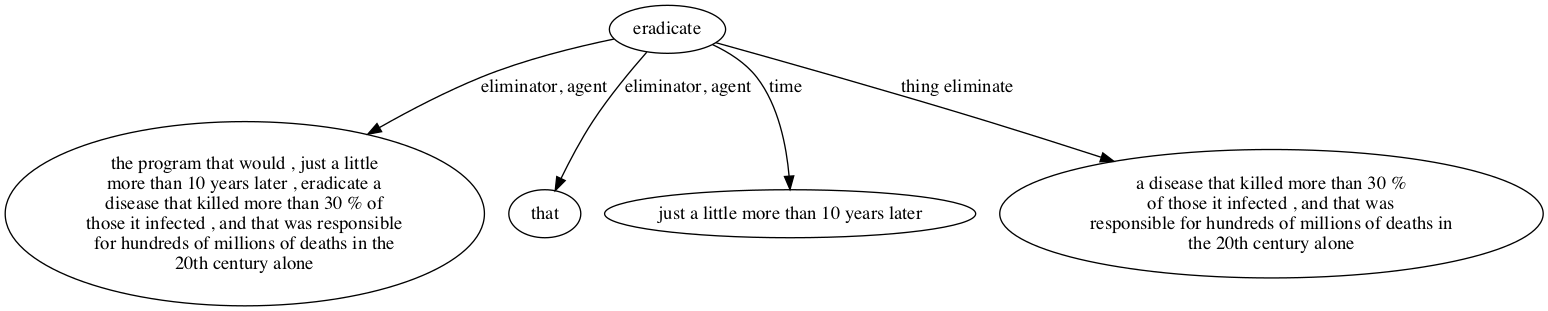 eradicate
eliminator, agent
eliminator, agent
time
thing eliminate
the program that would , just a little
more than 10 years later , eradicate a
disease that killed more than 30 % of
those it infected , and that was responsible
for hundreds of millions of deaths in the
20th century alone
that
just a little more than 10 years later
a disease that killed more than 30 %
of those it infected , and that was
responsible for hundreds of millions of deaths in
the 20th century alone